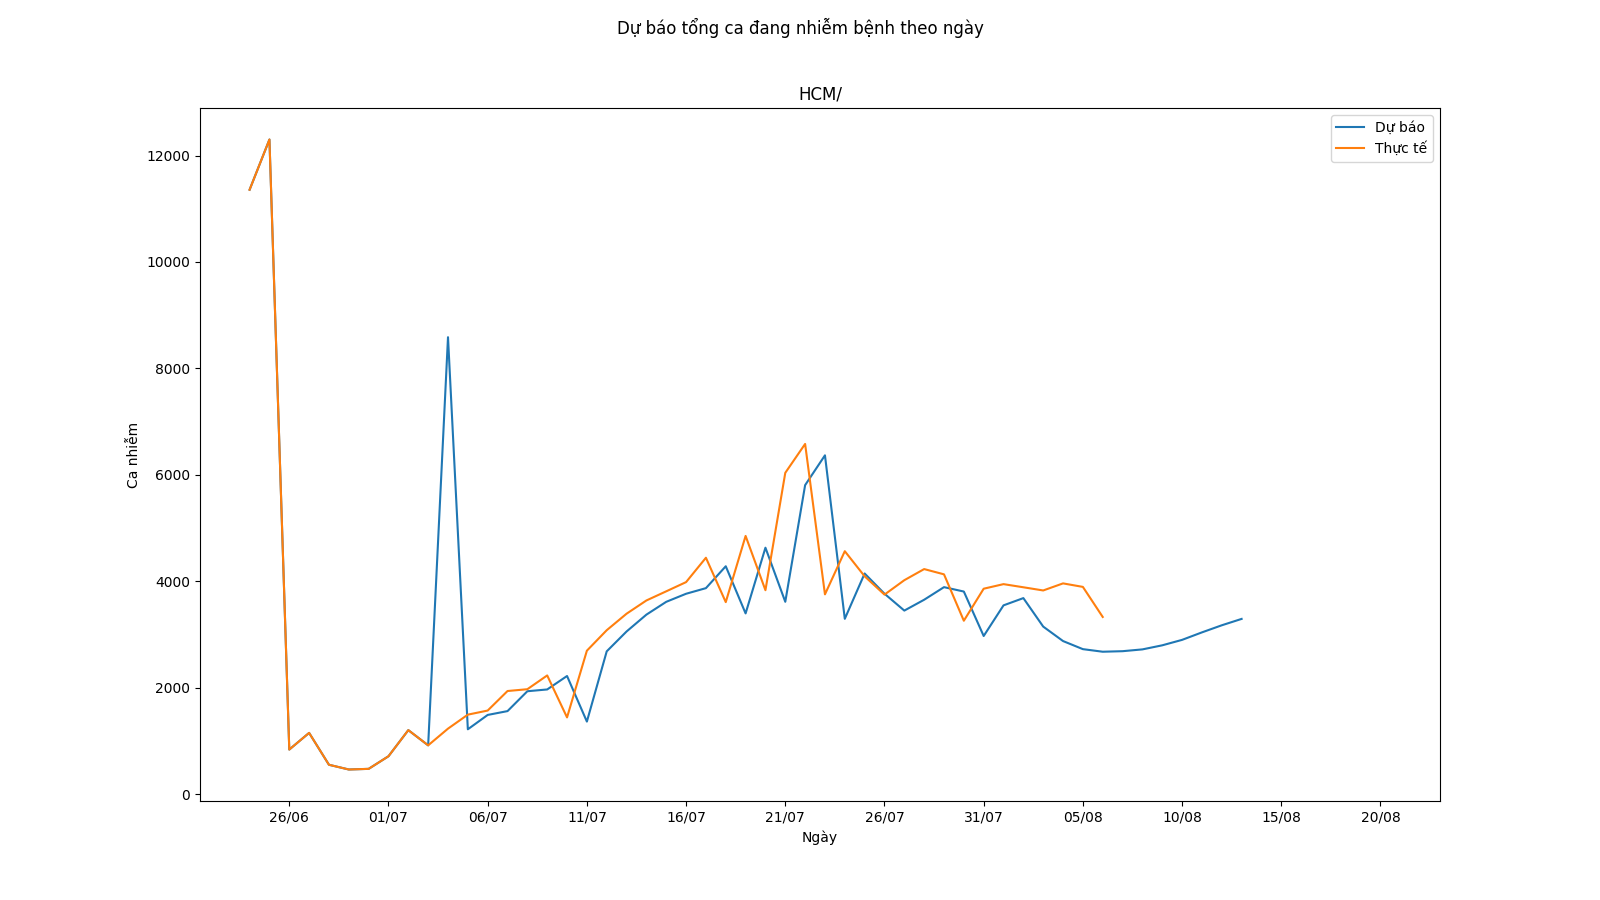 Dự báo tổng ca đang nhiễm bệnh theo ngày
HCM/
Dự báo
Thực tế
12000
10000
8000
6000
4000
2000
0
Ca nhiễm
26/06 01/07 06/07 11/07 16/07 21/07 26/07 31/07 05/08 10/08 15/08 20/08
Ngày